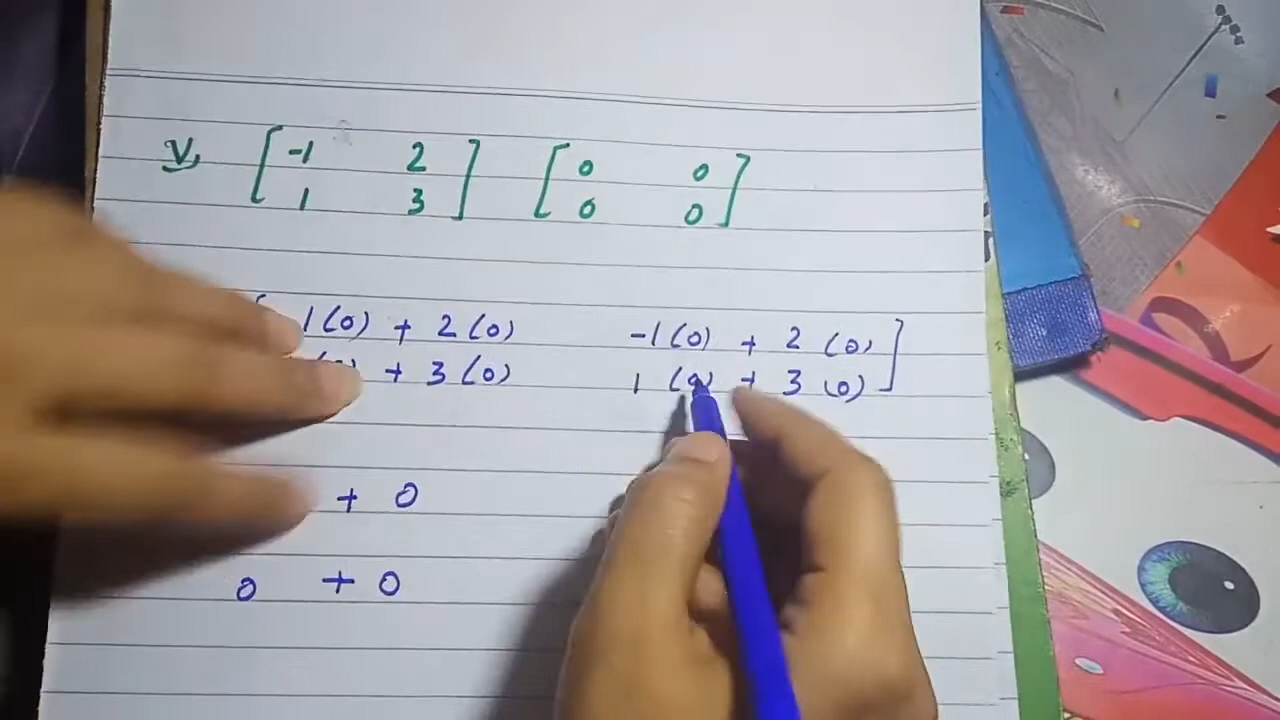 V, [ -1 2 ] [ 0 0 ]
1 3 0 0
1(0) + 2(0) -1(0) + 2(0) ]
+ 3(0) 1(0) + 3(0)
+ 0
0 + 0